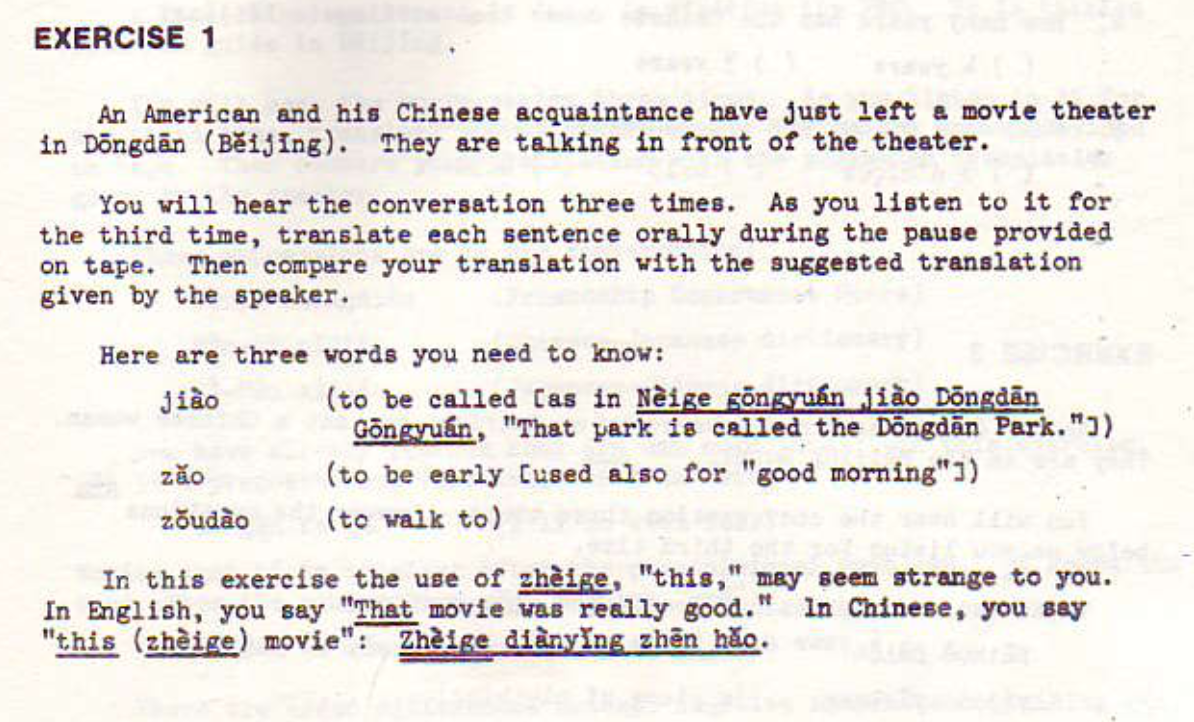 EXERCISE 1
An American and his Chinese acquaintance have just left a movie theater
in Dōngdān (Běijīng). They are talking in front of the theater.
You will hear the conversation three times. As you listen to it for
the third time, translate each sentence orally during the pause provided
on tape. Then compare your translation with the suggested translation
given by the speaker.
Here are three words you need to know:
jiào (to be called [as in Nèige gōngyuán jiào Dōngdān
Gōngyuán, "That park is called the Dōngdān Park."])
zǎo (to be early [used also for "good morning"])
zǒudào (to walk to)
In this exercise the use of zhèige, "this," may seem strange to you.
In English, you say "That movie was really good." In Chinese, you say
"this (zhèige) movie": Zhèige diànyǐng zhēn hǎo.